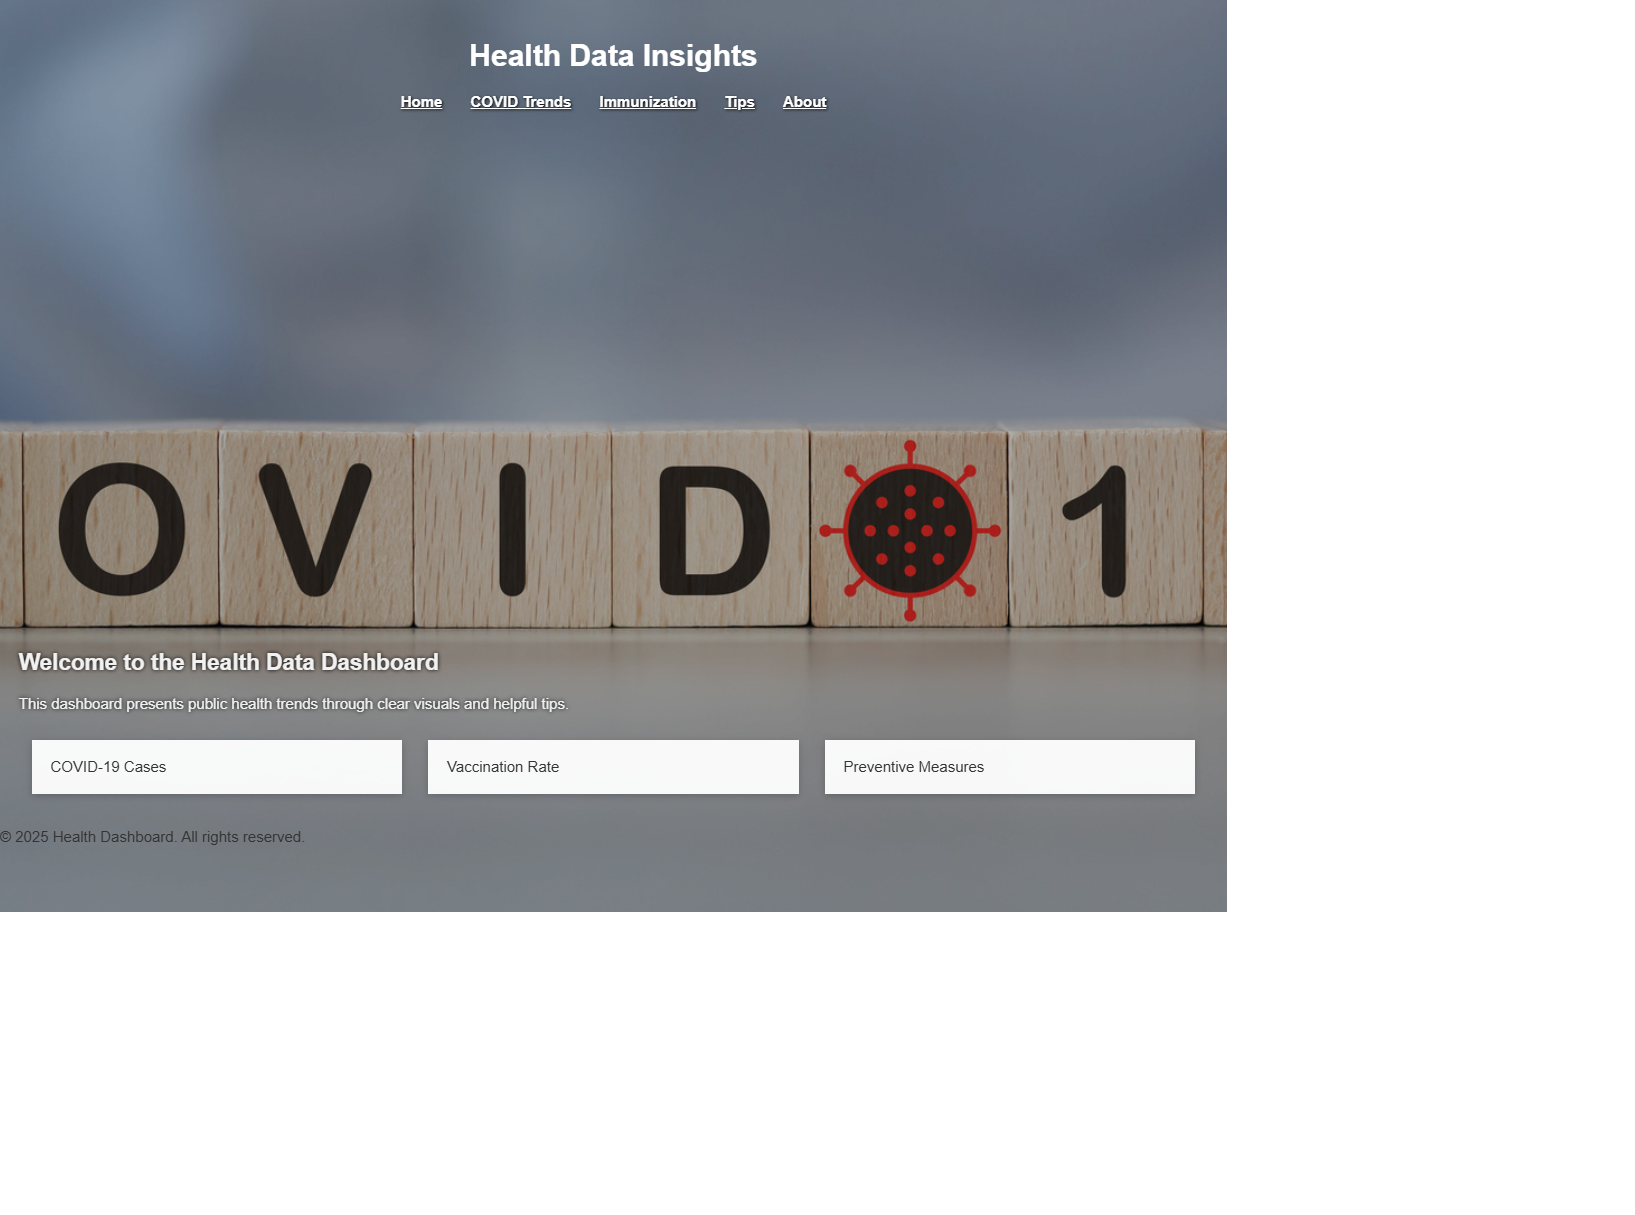 Health Data Insights
Home COVID Trends Immunization Tips About
OVID 1
Welcome to the Health Data Dashboard
This dashboard presents public health trends through clear visuals and helpful tips.
COVID-19 Cases Vaccination Rate Preventive Measures
© 2025 Health Dashboard. All rights reserved.